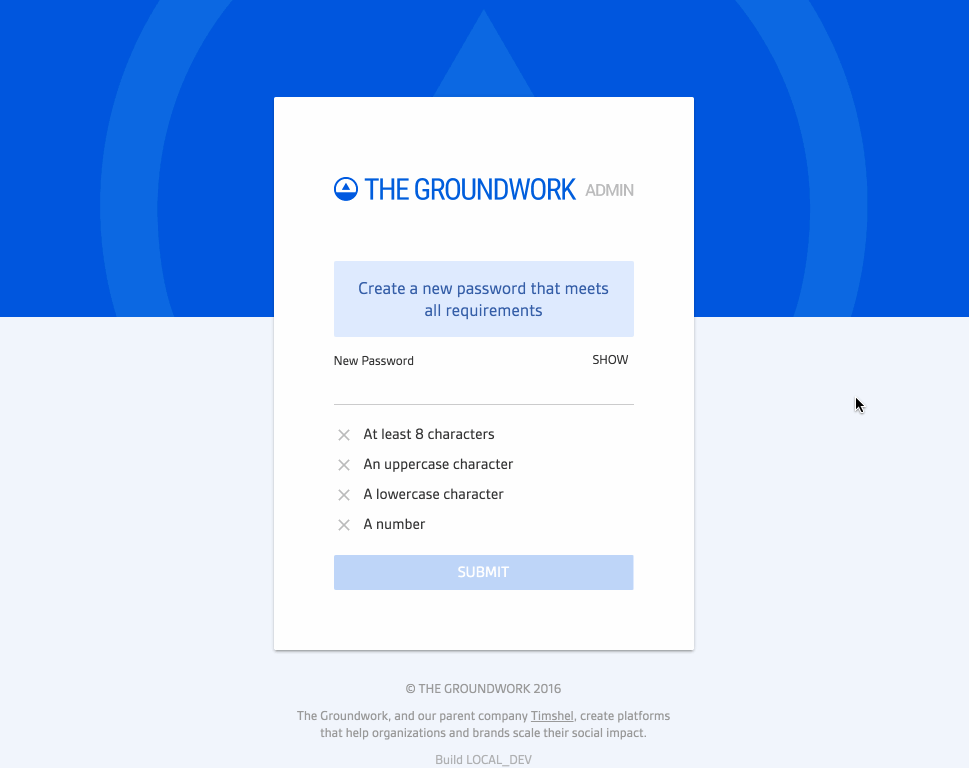 THE GROUNDWORK ADMIN
Create a new password that meets
all requirements
New Password SHOW
At least 8 characters
An uppercase character
A lowercase character
A number
SUBMIT
© THE GROUNDWORK 2016
The Groundwork, and our parent company Timshel, create platforms
that help organizations and brands scale their social impact.
Build LOCAL_DEV